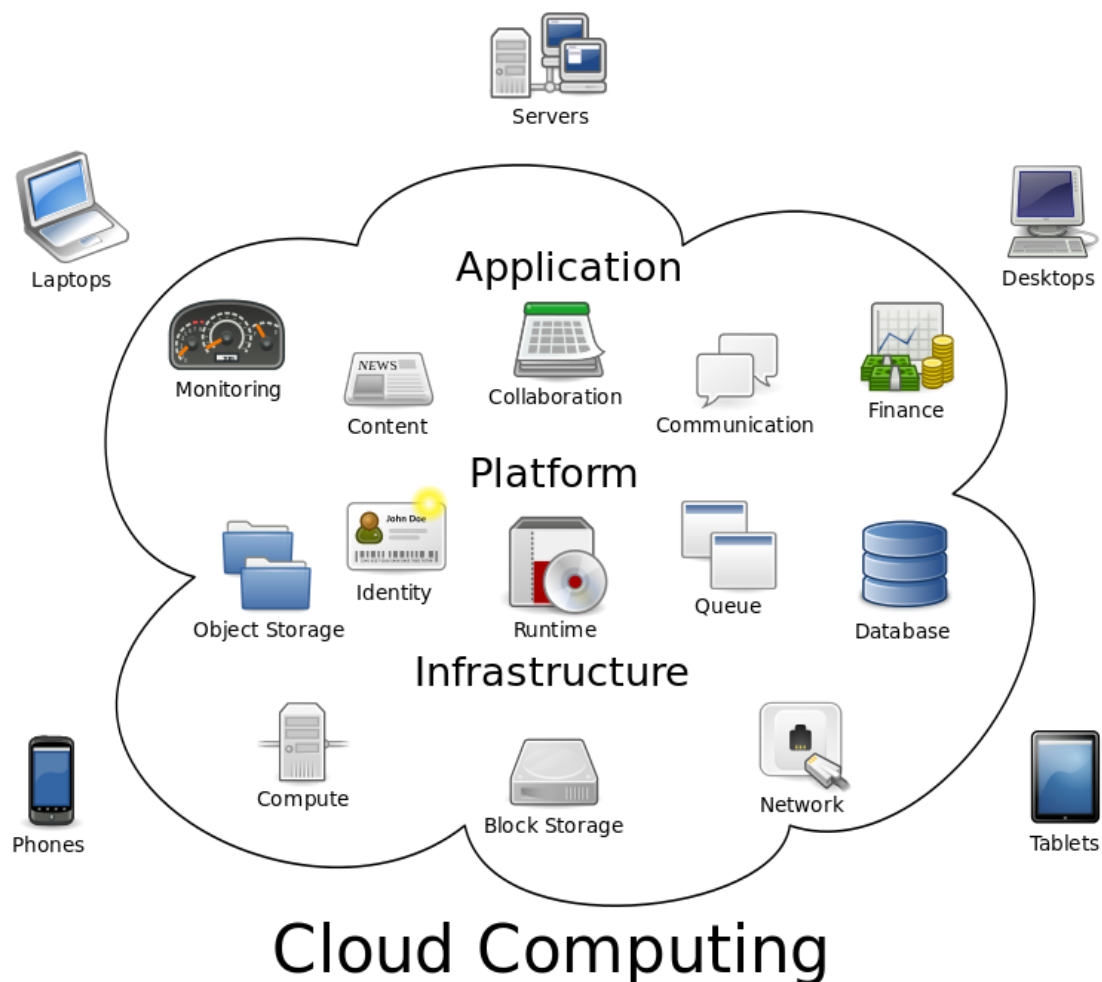 Servers
Laptops
Desktops
Application
Monitoring
NEWS
Content
Collaboration
Communication
Finance
Platform
John Doe
Object Storage
Identity
Runtime
Queue
Database
Infrastructure
Compute
Block Storage
Network
Phones
Tablets
Cloud Computing